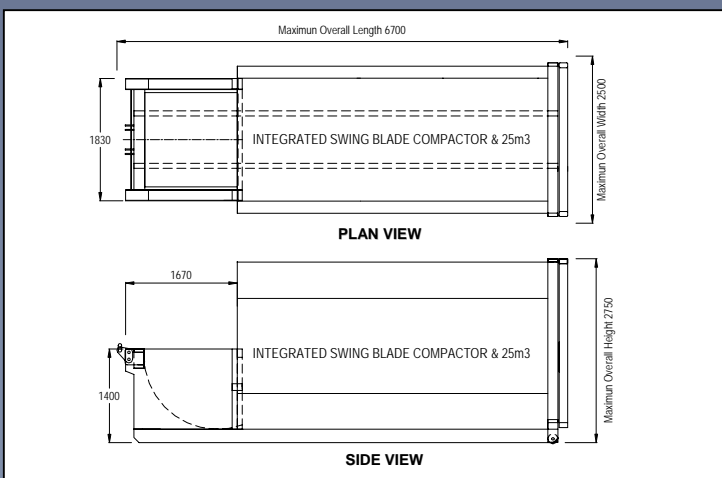 Maximun Overall Length 6700
1830
INTEGRATED SWING BLADE COMPACTOR & 25m3
Maximun Overall Width 2500
PLAN VIEW
1670
1400
INTEGRATED SWING BLADE COMPACTOR & 25m3
Maximun Overall Height 2750
SIDE VIEW